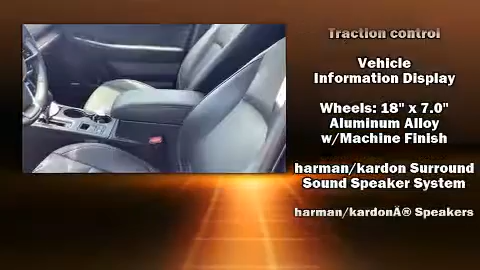 Traction control
Vehicle
Information Display
Wheels: 18" x 7.0"
Aluminum Alloy
w/Machine Finish
harman/kardon Surround
Sound Speaker System
harman/kardonÂ® Speakers